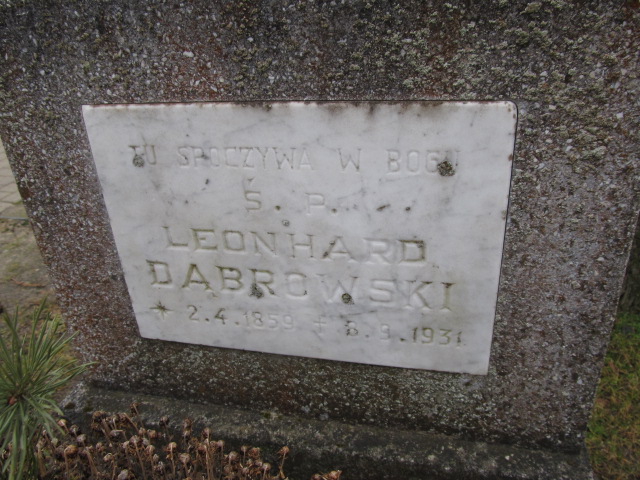 TU SPOCZYWA W BOGU
Ś. P.
LEONHARD
DĄBROWSKI
* 2.4.1859 + 8.9.1931